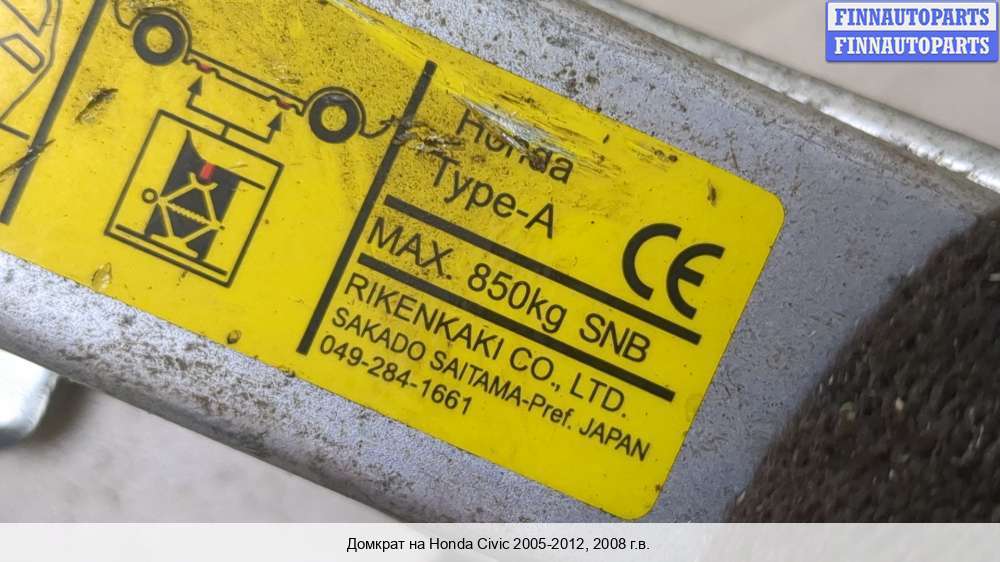 FINNAUTOPARTS
FINNAUTOPARTS
Honda
Type-A
CE
MAX. 850kg SNB
RIKENKAKI CO., LTD.
SAKADO SAITAMA-Pref. JAPAN
049-284-1661
Домкрат на Honda Civic 2005-2012, 2008 г.в.